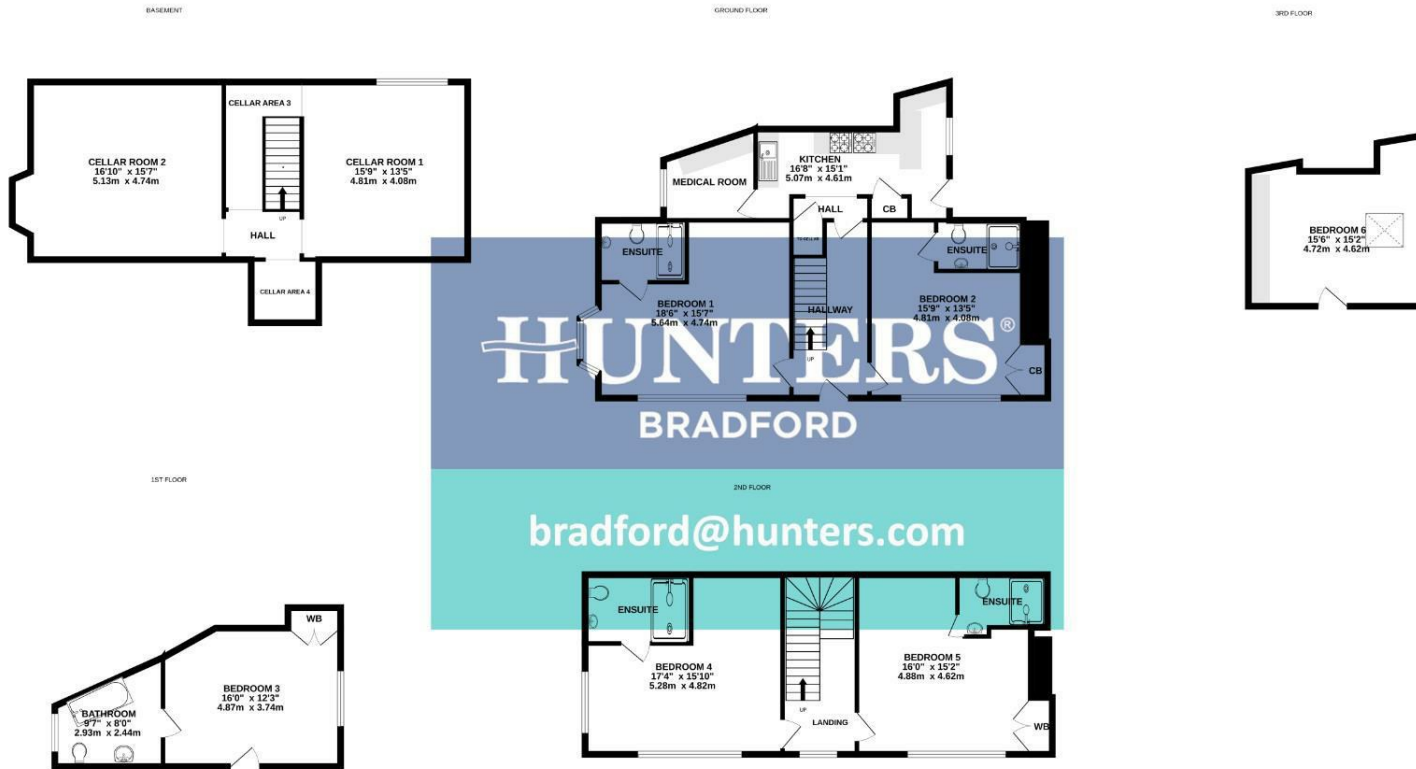 BASEMENT
GROUND FLOOR
3RD FLOOR
CELLAR AREA 3
CELLAR ROOM 2
16'10" x 15'7"
5.13m x 4.74m
CELLAR ROOM 1
15'9" x 13'5"
4.81m x 4.08m
UP
HALL
CELLAR AREA 4
KITCHEN
16'8" x 15'1"
5.07m x 4.61m
MEDICAL ROOM
HALL
CB
TO CELLAR
ENSUITE
ENSUITE
BEDROOM 1
18'6" x 15'7"
5.64m x 4.74m
HALLWAY
BEDROOM 2
15'9" x 13'5"
4.81m x 4.08m
UP
CB
BEDROOM 6
15'6" x 15'2"
4.72m x 4.62m
HUNTERS®
BRADFORD
1ST FLOOR
2ND FLOOR
bradford@hunters.com
WB
BEDROOM 3
16'0" x 12'3"
4.87m x 3.74m
BATHROOM
9'7" x 8'0"
2.93m x 2.44m
ENSUITE
ENSUITE
BEDROOM 4
17'4" x 15'10"
5.28m x 4.82m
BEDROOM 5
16'0" x 15'2"
4.88m x 4.62m
UP
LANDING
WB